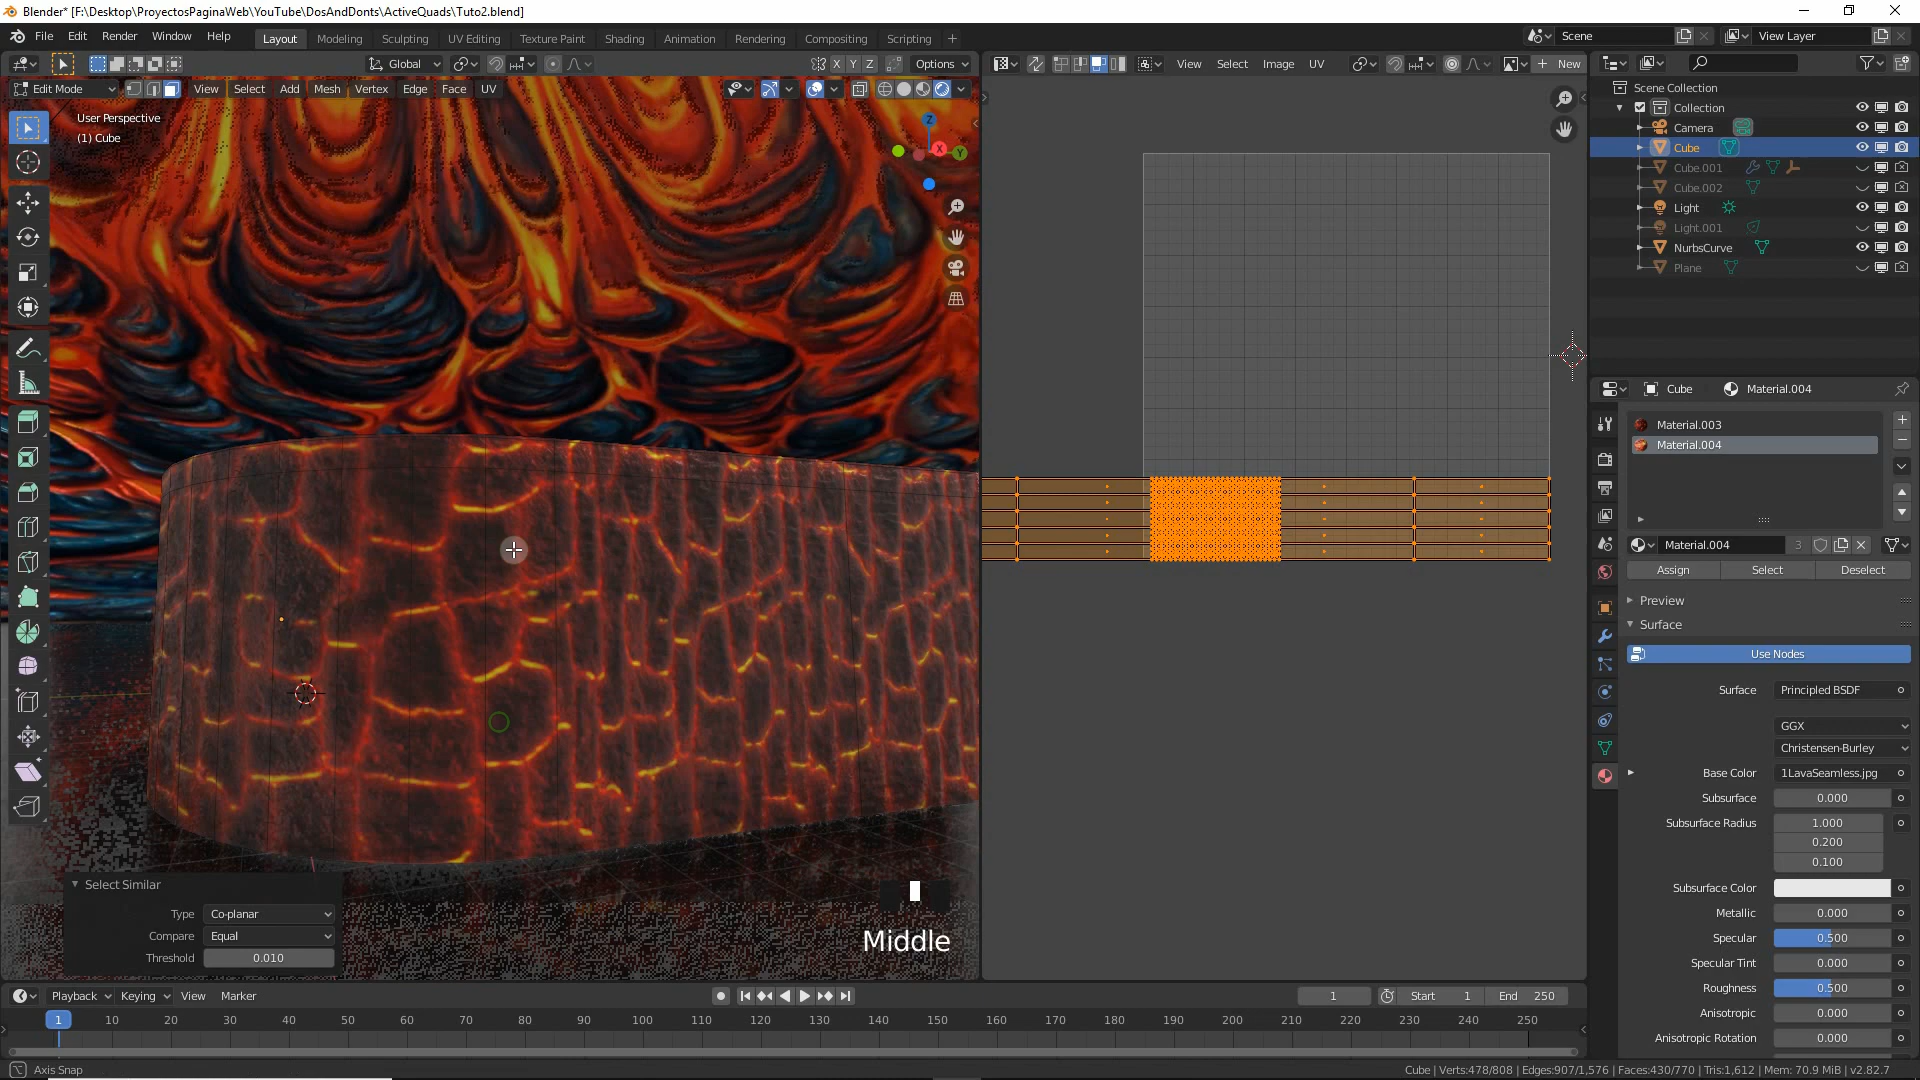 Blender* [F:\Desktop\ProyectosPaginaWeb\YouTube\DosAndDonts\ActiveQuads\Tuto2.blend]
File Edit Render Window Help Layout Modeling Sculpting UV Editing Texture Paint Shading Animation Rendering Compositing Scripting + Scene View Layer
Global X Y Z Options View Select Image UV New
Edit Mode View Select Add Mesh Vertex Edge Face UV
User Perspective
(1) Cube
Z
X
Y
Scene Collection
Collection
Camera
Cube
Cube.001
Cube.002
Light
Light.001
NurbsCurve
Plane
Cube Material.004
Material.003
Material.004
Material.004 3
Assign Select Deselect
Preview
Surface
Use Nodes
Surface Principled BSDF
GGX
Christensen-Burley
Base Color 1LavaSeamless.jpg
Subsurface 0.000
Subsurface Radius 1.000
0.200
0.100
Subsurface Color
Metallic 0.000
Specular 0.500
Specular Tint 0.000
Roughness 0.500
Anisotropic 0.000
Anisotropic Rotation 0.000
Select Similar
Type Co-planar
Compare Equal
Threshold 0.010
Middle
Playback Keying View Marker 1 Start 1 End 250
1 10 20 30 40 50 60 70 80 90 100 110 120 130 140 150 160 170 180 190 200 210 220 230 240 250
Axis Snap
Cube | Verts:478/808 | Edges:907/1,576 | Faces:430/770 | Tris:1,612 | Mem: 70.9 MiB | v2.82.7